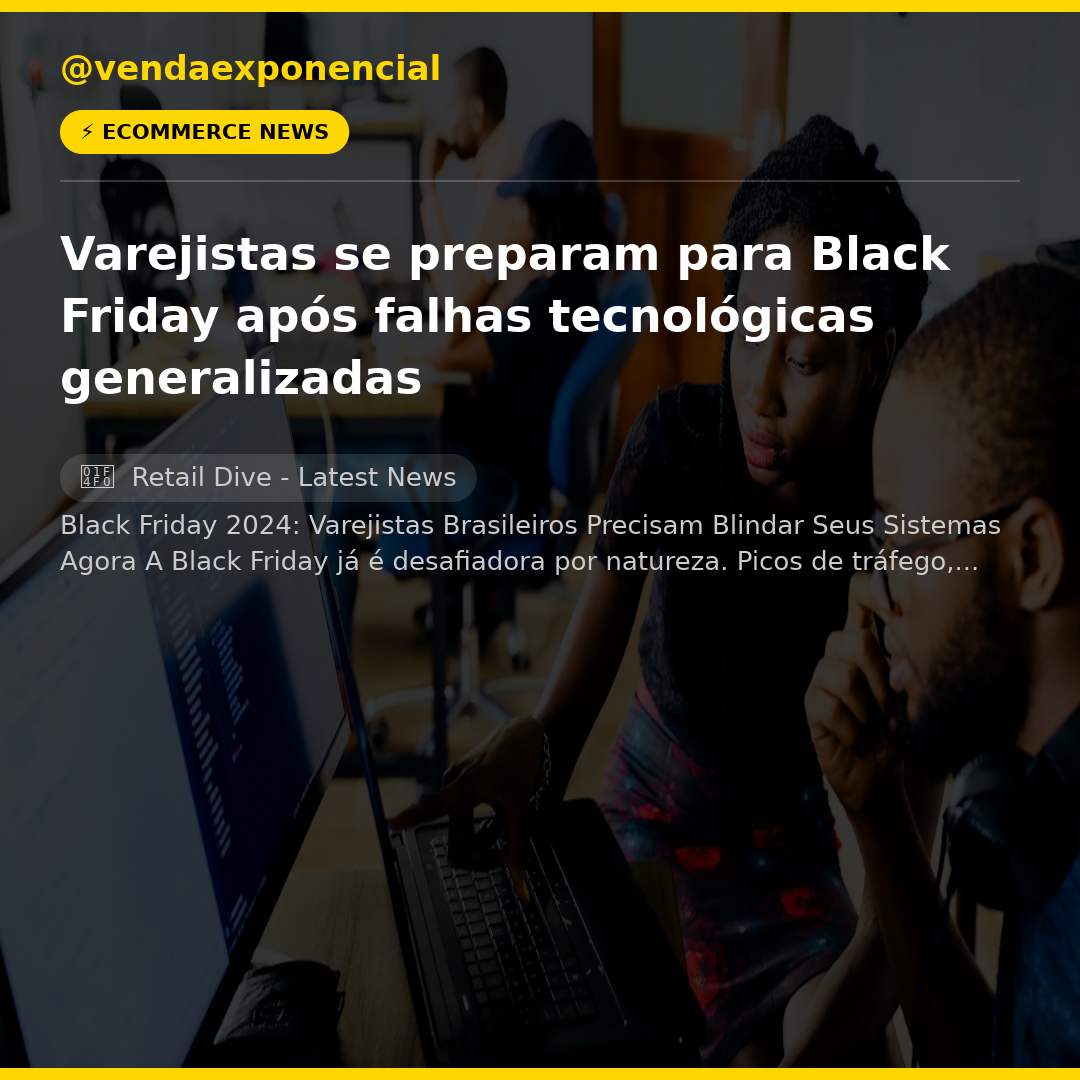 @vendaexponencial
⚡ ECOMMERCE NEWS
Varejistas se preparam para Black
Friday após falhas tecnológicas
generalizadas
Retail Dive - Latest News
Black Friday 2024: Varejistas Brasileiros Precisam Blindar Seus Sistemas
Agora A Black Friday já é desafiadora por natureza. Picos de tráfego,...